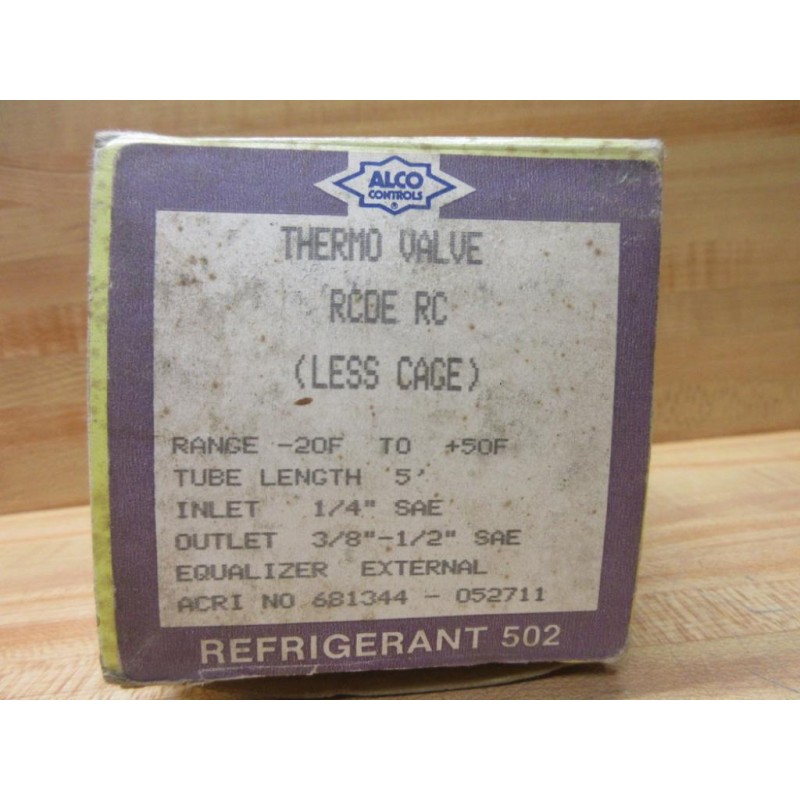 ALCO
CONTROLS
®
THERMO VALVE
RCDE RC
(LESS CAGE)
RANGE -20F TO +50F
TUBE LENGTH 5'
INLET 1/4" SAE
OUTLET 3/8"-1/2" SAE
EQUALIZER EXTERNAL
ACRI NO 681344 - 052711
REFRIGERANT 502